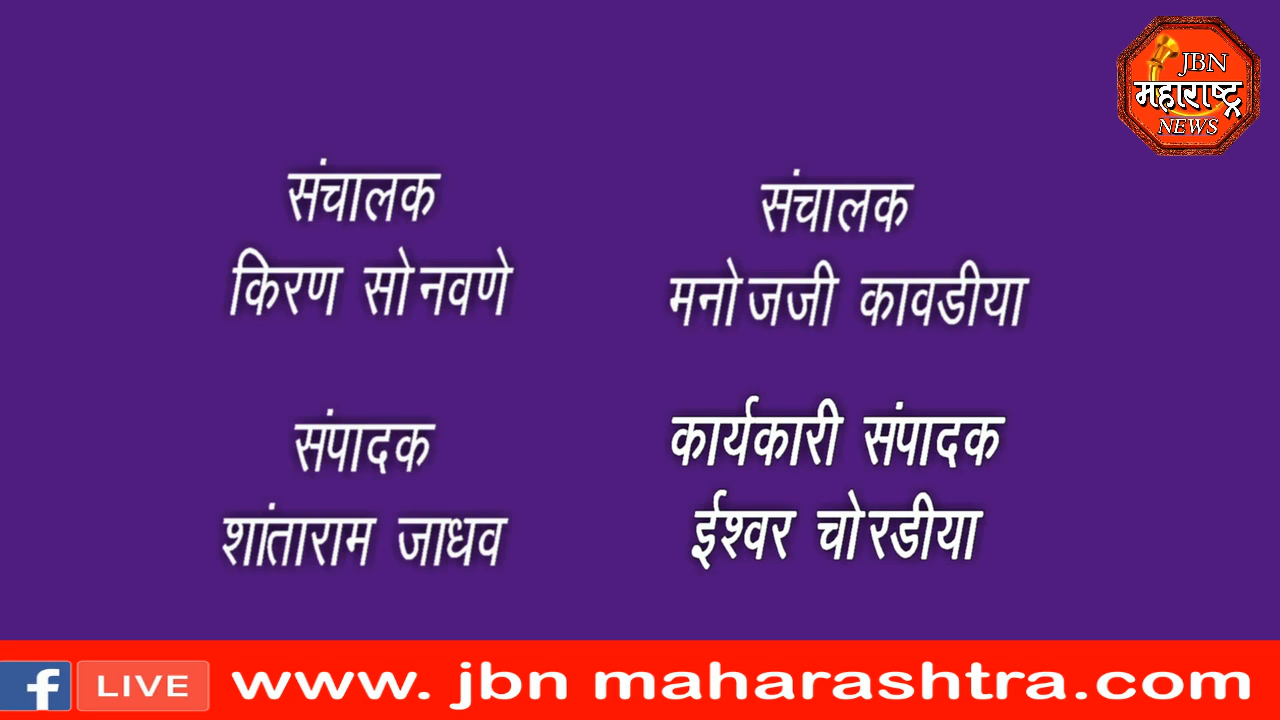 JBN
महाराष्ट्र
NEWS
संचालक
किरण सोनवणे
संचालक
मनोजजी कावडीया
संपादक
शांताराम जाधव
कार्यकारी संपादक
ईश्वर चोरडीया
f LIVE www. jbn maharashtra.com